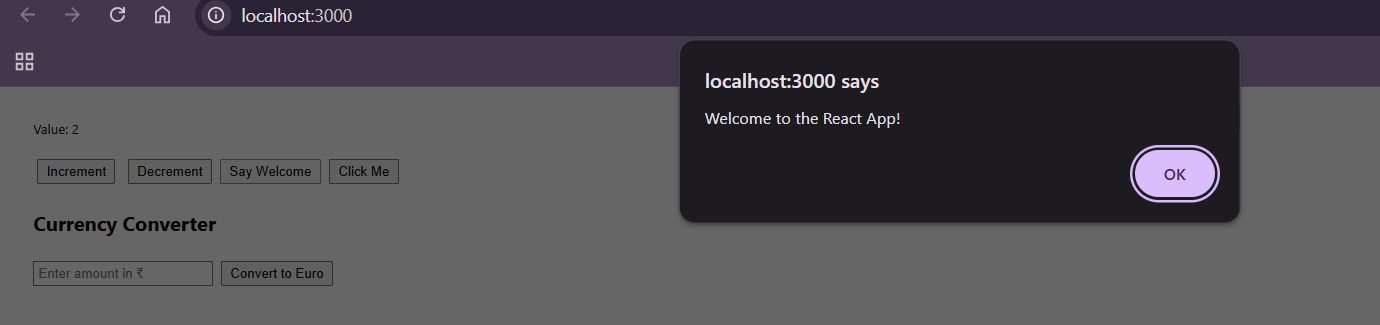 localhost:3000
localhost:3000 says
Welcome to the React App!
OK
Value: 2
Increment Decrement Say Welcome Click Me
Currency Converter
Enter amount in ₹ Convert to Euro